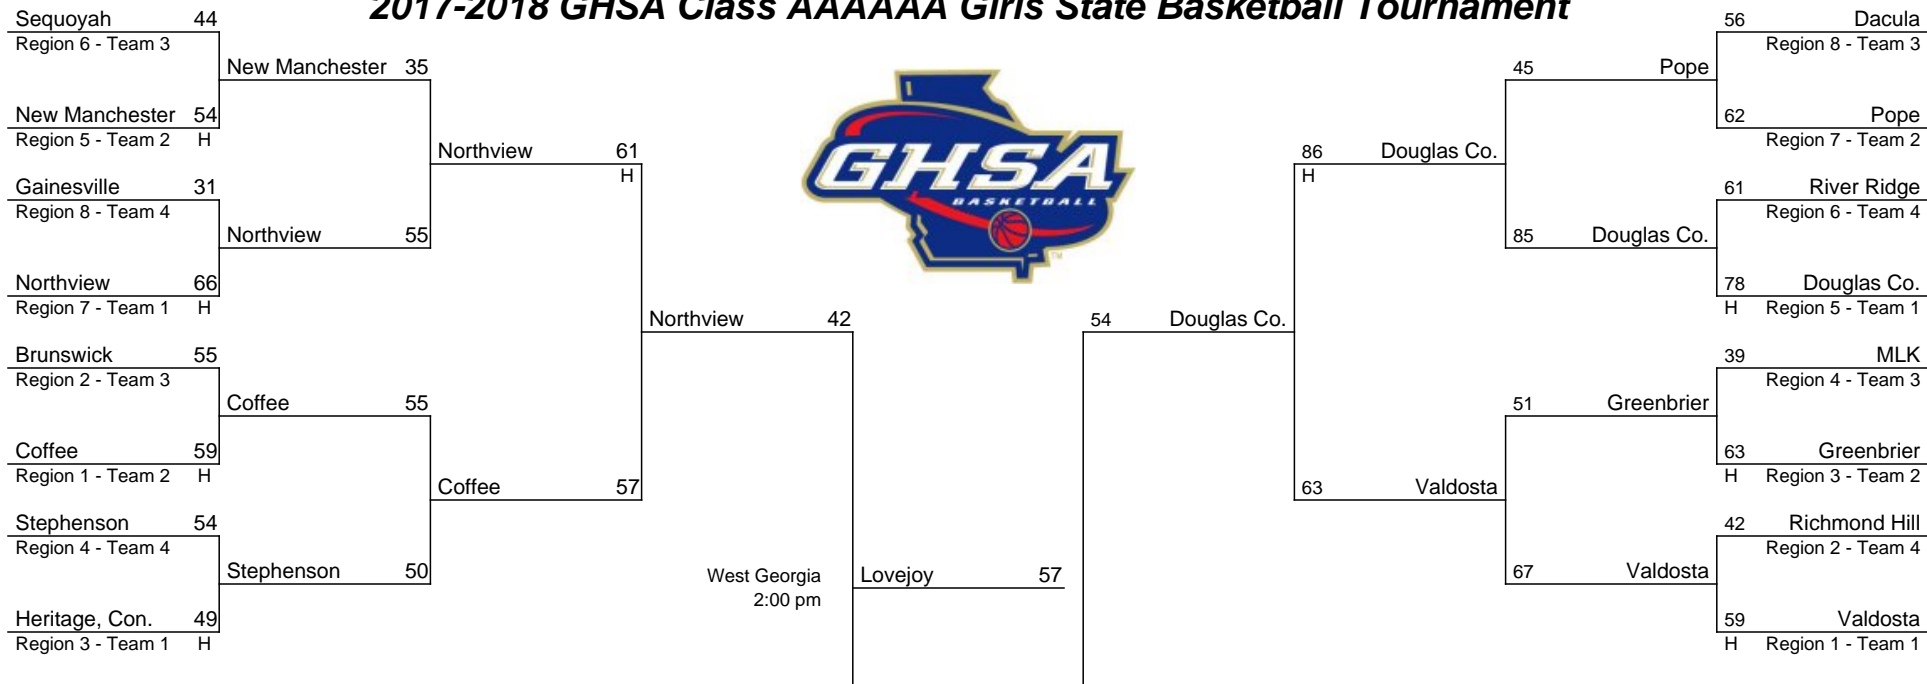 2017-2018 GHSA Class AAAAAA Girls State Basketball Tournament
Sequoyah 44
Region 6 - Team 3
New Manchester 35
New Manchester 54
Region 5 - Team 2 H
Northview 61
H
Gainesville 31
Region 8 - Team 4
Northview 55
Northview 66
Region 7 - Team 1 H
Northview 42
Brunswick 55
Region 2 - Team 3
Coffee 55
Coffee 59
Region 1 - Team 2 H
Coffee 57
Stephenson 54
Region 4 - Team 4
Stephenson 50
Heritage, Con. 49
Region 3 - Team 1 H
GHSA
BASKETBALL
TM
West Georgia
2:00 pm
Lovejoy 57
56 Dacula
Region 8 - Team 3
45 Pope
62 Pope
Region 7 - Team 2
86 Douglas Co.
H
61 River Ridge
Region 6 - Team 4
85 Douglas Co.
78 Douglas Co.
H Region 5 - Team 1
54 Douglas Co.
39 MLK
Region 4 - Team 3
51 Greenbrier
63 Greenbrier
H Region 3 - Team 2
63 Valdosta
42 Richmond Hill
Region 2 - Team 4
67 Valdosta
59 Valdosta
H Region 1 - Team 1